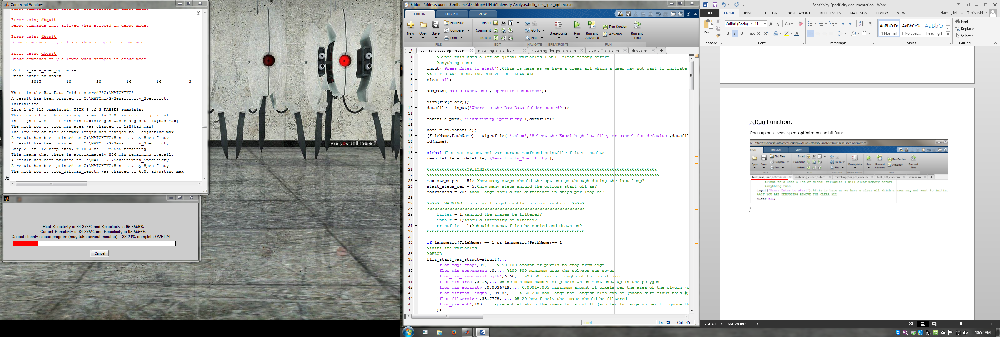 Command Window
Debug commands only allowed when stopped in debug mode.
Error using dbquit
Debug commands only allowed when stopped in debug mode.
Error using dbquit
Debug commands only allowed when stopped in debug mode.
Error using dbquit
Debug commands only allowed when stopped in debug mode.
>> bulk_sens_spec_optimize
Press Enter to start
2015 10 20 16 16 3
Where is the Raw Data folder stored?'C:\MATCHING'
A result has been printed to C:\MATCHING\Sensitivity_Specificty
Initialized
Loop 1 of 112 completed. WITH 3 of 3 PASSES remaining
This means that there is approximately 738 min remaining overall.
The high row of flor_min_minoraxislength was changed to 40[bad max]
The high row of flor_min_area was changed to 128[bad max]
The low row of flor_diffmax_length was changed to 0[adjusting max]
A result has been printed to C:\MATCHING\Sensitivity_Specificty
A result has been printed to C:\MATCHING\Sensitivity_Specificty
Loop 20 of 112 completed. WITH 3 of 3 PASSES remaining
This means that there is approximately 806 min remaining overall.
A result has been printed to C:\MATCHING\Sensitivity_Specificty
A result has been printed to C:\MATCHING\Sensitivity_Specificty
The high row of flor_diffmax_length was changed to 6800[adjusting max]
fx
Best Sensitivity is 84.375% and Specificity is 95.5556%
Current Sensitivity is 84.375% and Specificity is 95.5556%
Cancel cleanly closes program (may take several minutes) -- 33.21% complete OVERALL.
Cancel
Are you still there ?
Editor - \\files\students$\mthamel\Desktop\GitHub\Intensity-Analysis\bulk_sens_spec_optimize.m
EDITOR PUBLISH VIEW
New Open Save Find Files Compare Print Insert Comment Indent fx Go To Find Breakpoints Run Run and Advance Run Section Advance Run and Time
FILE EDIT NAVIGATE BREAKPOINTS RUN
+3 bulk_sens_spec_optimize.m matching_circler_bulk.m matching_flor_pol_circle.m blob_diff_circler.m xlsread.m +
1 %Since this uses a lot of global variables I will clear memory before
2 %anything runs
3 input('Press Enter to start');%this is here as we have a clear all which a user may not want to initiate
4 %%IF YOU ARE DEBUGGING REMOVE THE CLEAR ALL
5 clear all;
6
7 addpath('basic_functions','specific_functions');
8
9 disp(fix(clock));
10 datafile = input('Where is the Raw Data folder stored?');
11
12 makefile_path({'Sensitivity_Specificty'},datafile);
13
14 home = cd(datafile);
15 [FileName,PathName] = uigetfile('*.xlsx','Select the Excel high_low file, or cancel for defaults',datafil
16 cd(home);
17
18 global flor_var_struct pol_var_struct maxfound printfile filter intalt;
19 resultsfile = [datafile,'\Sensitivity_Specificty'];
20
21 %%%%%%%%%%%%%%%%OPTIONS%%%%%%%%%%%%%%%%%%%%%%%%%%%%%%%%%%%%%%%%%%%%%%%%%%%%%%%%%%%%%%%%%%%%%%
22 %%%%%%%%%%%%%%%%%%%%%%%%%%%%%%%%%%%%%%%%%%%%%%%%%%%%%%%%%%%%%%%%%%%%%%%%%%%%%%%%%%%%%%%%%%%%%%
23 max_steps_per = 51; %how many steps should the options go through during the last loop?
24 start_steps_per = 5;%how many steps should the options start off as?
25 courseness = 20; %how large should the difference in steps per loop be?
26
27 %%%%%~~WARNING--These will signficantly increase runtime~~%%%%%
28 %%%%%%%%%%%%%%%%%%%%%%%%%%%%%%%%%%%%%%%%%%%%%%%%%%%%%%%%%%%%%%%
29 filter = 1;%should the images be filtered?
30 intalt = 1;%should intensity be altered?
31 printfile = 1;%should output files be copied and drawn on?
32 %%%%%%%%%%%%%%%%%%%%%%%%%%%%%%%%%%%%%%%%%%%%%%%%%%%%%%%%%%%%%%%
33
34 if isnumeric(FileName) == 1 && isnumeric(PathName)== 1
35 %initilize variables
36 %%FLOR
37 flor_start_var_struct=struct(...
38 'flor_edge_crop',89,... % 50-100 amount of pixels to crop from edge
39 'flor_min_convexarea',0,... %100-500 minimum area the polygon can cover
40 'flor_min_minoraxislength',6.66,...%30-50 minimum length of the short size
41 'flor_min_area',34.5,... %5-50 minimum number of pixels which must show up in the polygon
42 'flor_min_solidity',0.0036719,... %.0001-.005 minimmum amount of pixels per the area of the plygon (p
43 'flor_diffmax_length',104.84,... % 50-200 how large the largest blob can be (photo size minus this #)
44 'flor_filtersize',38.7778, ... %5-20 how finely the image should be filtered
45 'flor_precent',100 ... %precent at which the inensity is cutoff (arbitarily large number to ignore th
46 );
script Ln 30 Col 45
Sensitivity Specificity documentation - Word
FILE HOME INSERT DESIGN PAGE LAYOUT REFERENCES MAILINGS REVIEW VIEW Hamel, Michael Tokiyoshi
Paste Calibri (Body) 11 AaBbCcDc AaBbCcDc AaBbCc Find Replace Select
¶ Normal ¶ No Spac... Heading 1
Clipboard Font Paragraph Styles Editing
3.Run Function:
Open up bulk_sens_spec_optimize.m and hit Run:
or - \\files\students$\mthamel\Desktop\GitHub\Intensity-Analysis\bulk_sens_spec_optimize.m
ITOR PUBLISH VIEW
Open Save Find Files Compare Print Insert Comment Indent fx Go To Find Breakpoints Run Run and Advance Run Section Advance Run and Time
FILE EDIT NAVIGATE BREAKPOINTS RUN
bulk_sens_spec_optimize.m matching_circler_bulk.m matching_flor_pol_circle.m blob_diff_circler.m xlsread.m +
%Since this uses a lot of global variables I will clear memory before
%anything runs
input('Press Enter to start');%this is here as we have a clear all which a user may not want to initiat
%%IF YOU ARE DEBUGGING REMOVE THE CLEAR ALL
clear all;
PAGE 4 OF 7 661 WORDS 100%
10:52 AM